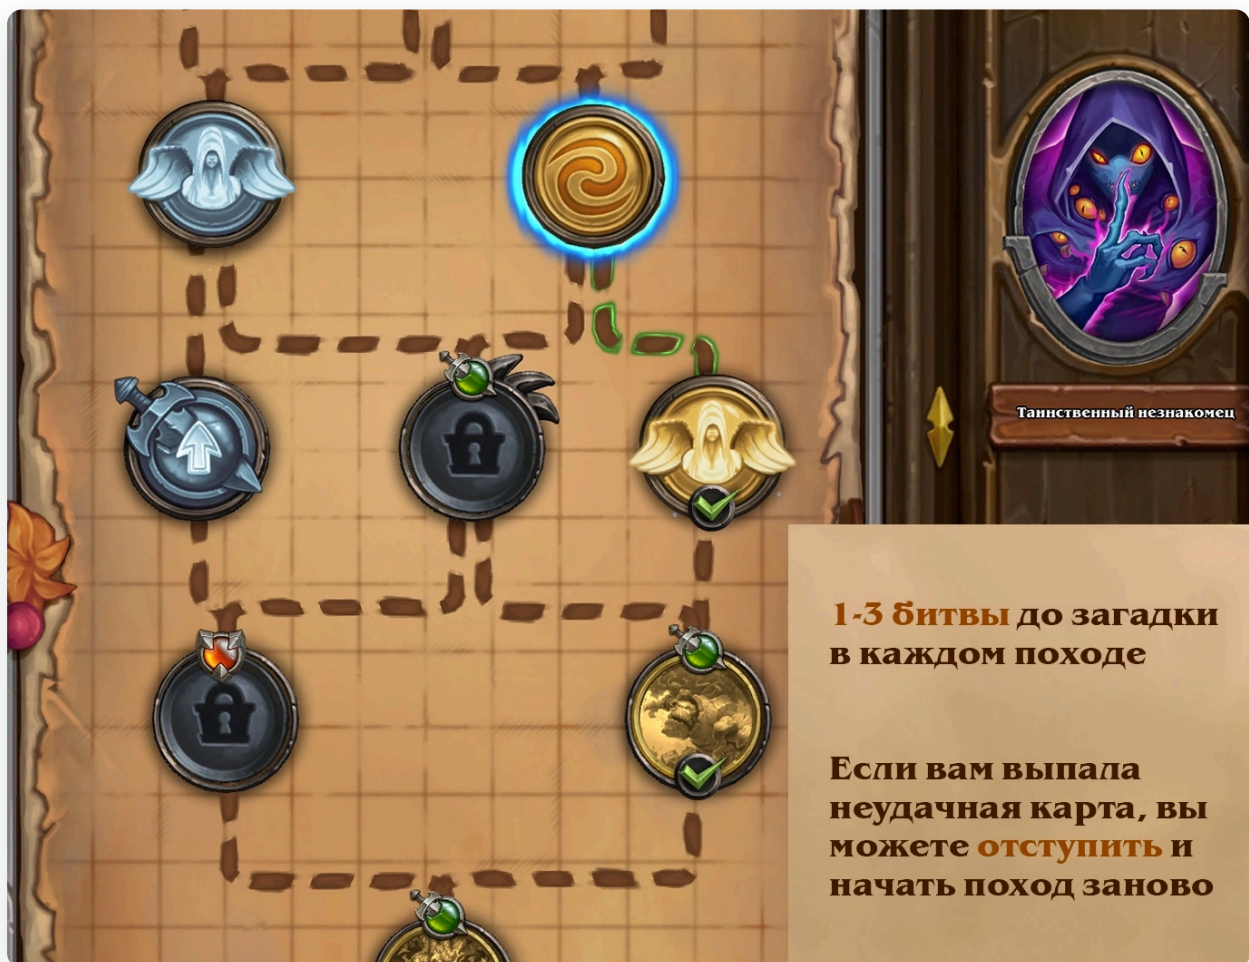 Таинственный незнакомец
1-3 битвы до загадки
в каждом походе
Если вам выпала
неудачная карта, вы
можете отступить и
начать поход заново